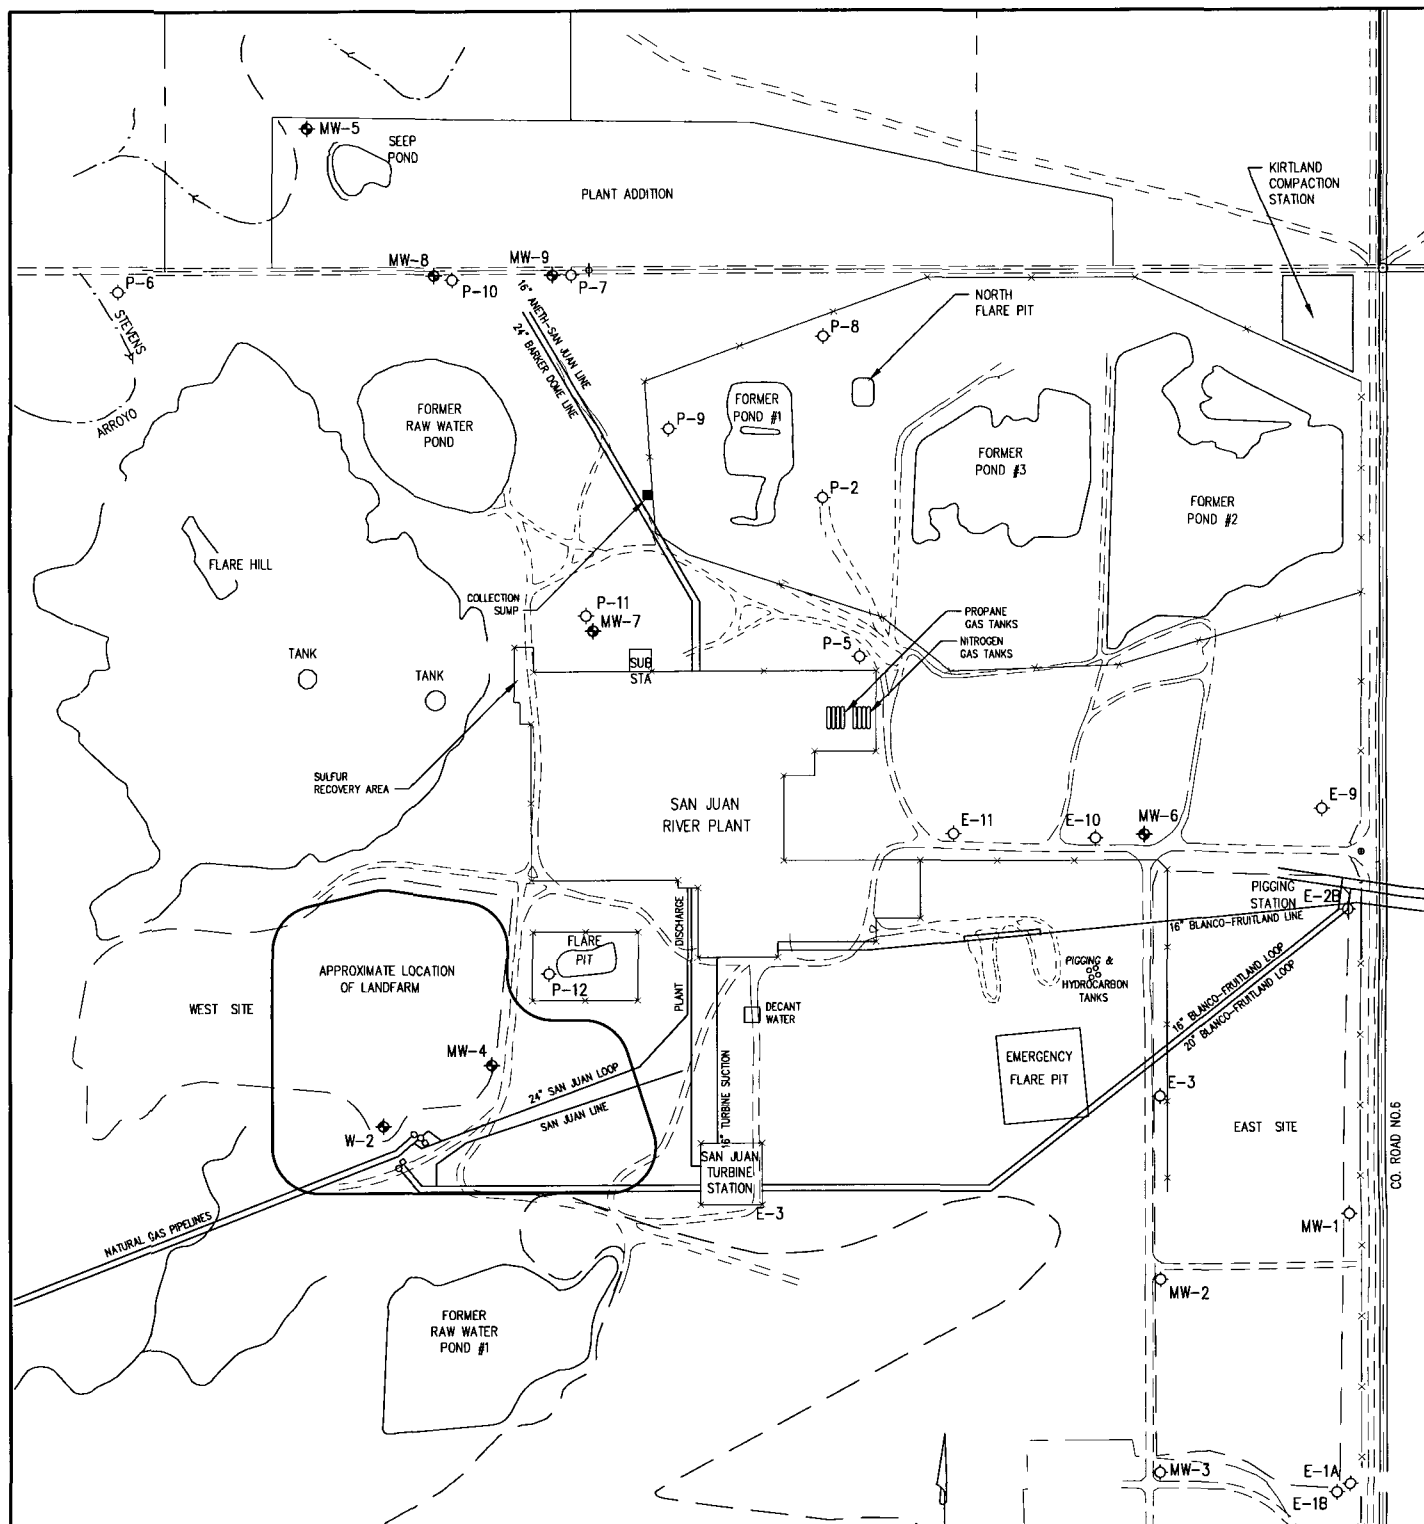 MW-5
SEEP
POND
PLANT ADDITION
KIRTLAND
COMPACTION
STATION
MW-8
MW-9
P-6
P-10
P-7
STEVENS
ARROYO
16" ANETH-SAN JUAN LINE
24" BARKER DOME LINE
NORTH
FLARE PIT
P-8
FORMER
RAW WATER
POND
P-9
FORMER
POND #1
FORMER
POND #3
P-2
FORMER
POND #2
FLARE HILL
COLLECTION
SUMP
P-11
MW-7
PROPANE
GAS TANKS
NITROGEN
GAS TANKS
P-5
TANK
TANK
SUB
STA
SULFUR
RECOVERY AREA
SAN JUAN
RIVER PLANT
E-9
E-11
E-10
MW-6
PIGGING
STATION
E-2B
16" BLANCO-FRUITLAND LINE
PLANT DISCHARGE
FLARE
PIT
P-12
APPROXIMATE LOCATION
OF LANDFARM
WEST SITE
PIGGING &
HYDROCARBON
TANKS
DECANT
WATER
16" BLANCO-FRUITLAND LOOP
20" BLANCO-FRUITLAND LOOP
MW-4
EMERGENCY
FLARE PIT
24" SAN JUAN LOOP
SAN JUAN LINE
16" TURBINE SUCTION
E-3
W-2
EAST SITE
CO. ROAD NO.6
SAN JUAN
TURBINE
STATION
E-3
MW-1
NATURAL GAS PIPELINES
MW-2
FORMER
RAW WATER
POND #1
MW-3
E-1A
E-1B